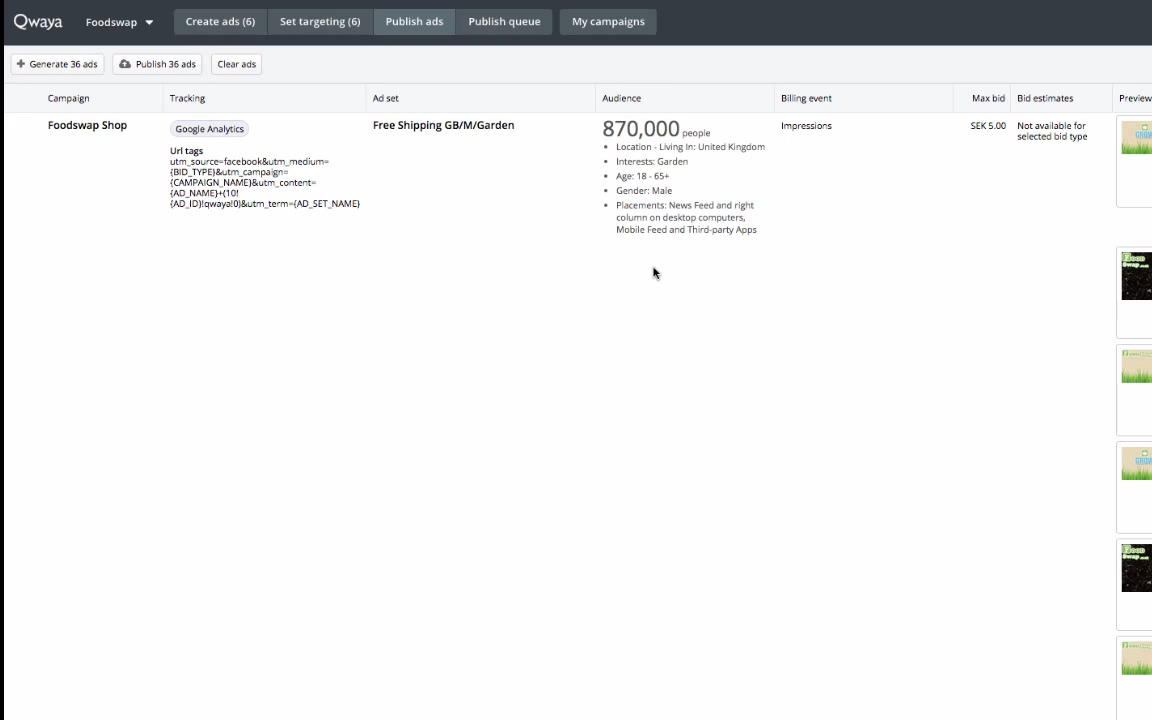 Qwaya
Foodswap
Create ads (6)
Set targeting (6)
Publish ads
Publish queue
My campaigns
Generate 36 ads
Publish 36 ads
Clear ads
Campaign
Tracking
Ad set
Audience
Billing event
Max bid
Bid estimates
Preview
Foodswap Shop
Google Analytics
Url tags
utm_source=facebook&utm_medium=
{BID_TYPE}&utm_campaign=
{CAMPAIGN_NAME}&utm_content=
{AD_NAME}+(10!
{AD_ID}!qwaya!0)&utm_term={AD_SET_NAME}
Free Shipping GB/M/Garden
870,000 people
Location - Living In: United Kingdom
Interests: Garden
Age: 18 - 65+
Gender: Male
Placements: News Feed and right
column on desktop computers,
Mobile Feed and Third-party Apps
Impressions
SEK 5.00
Not available for
selected bid type